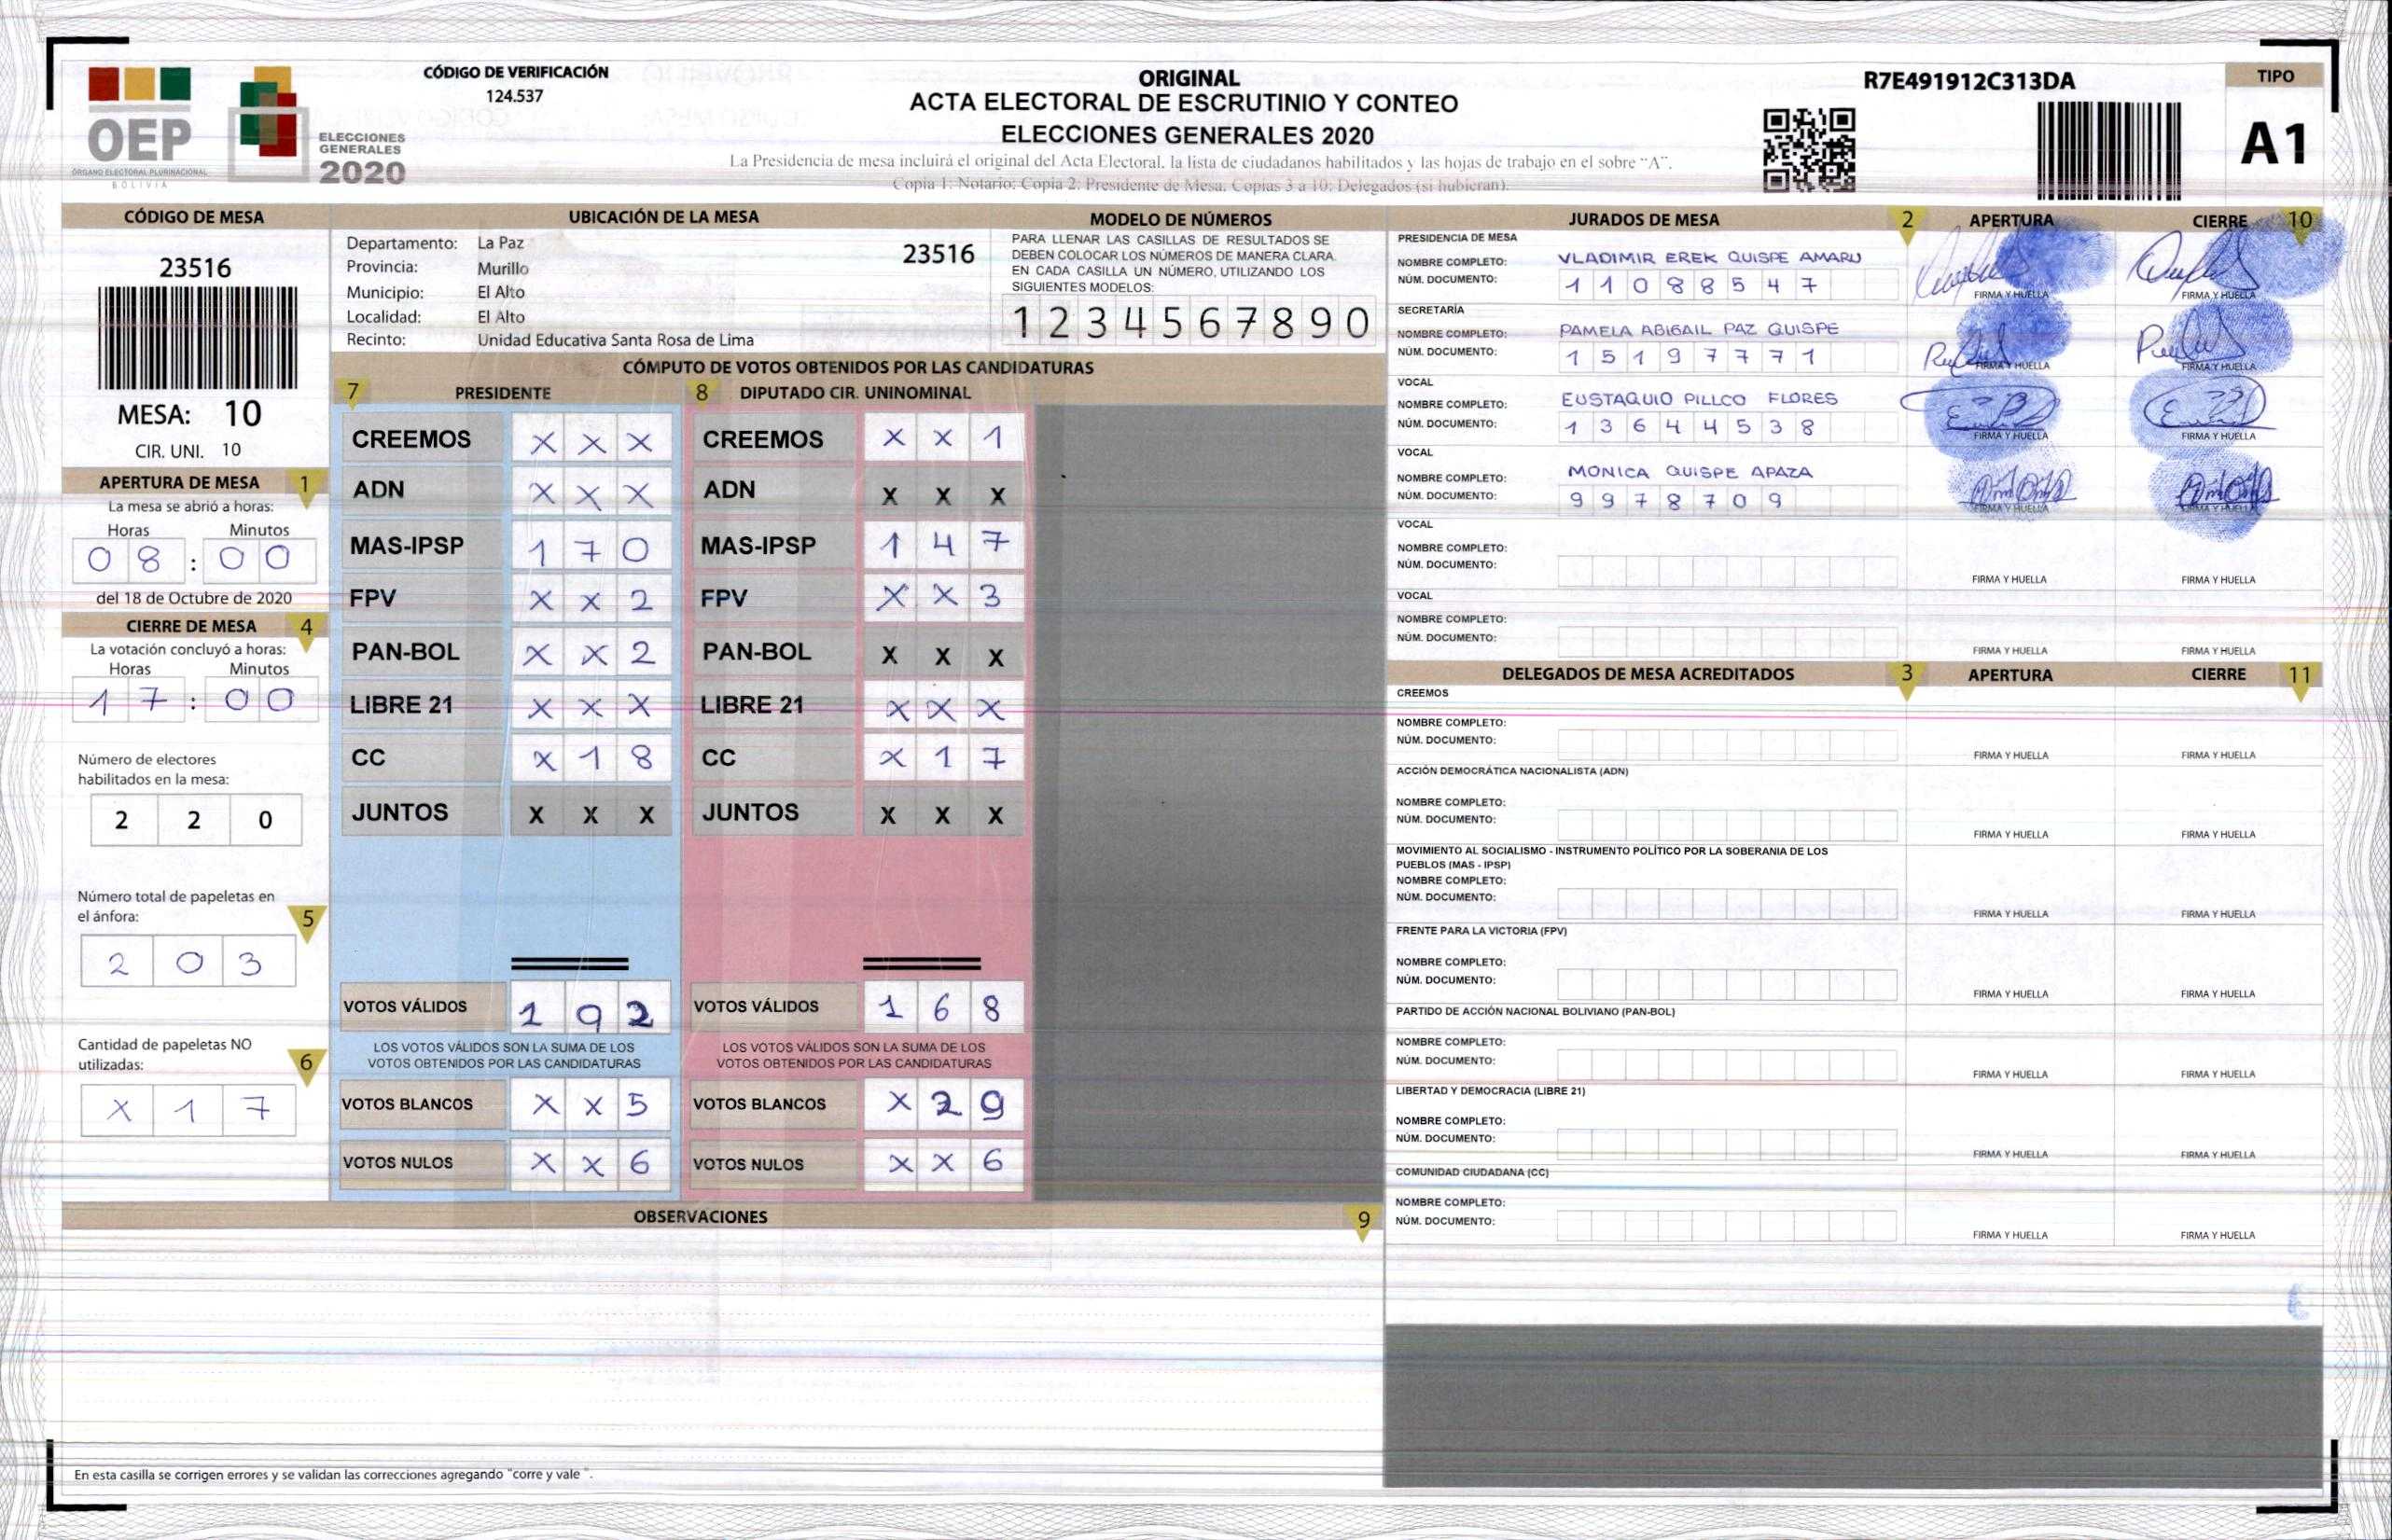 OEP
ÓRGANO ELECTORAL PLURINACIONAL
BOLIVIA
ELECCIONES
GENERALES
2020
CÓDIGO DE VERIFICACIÓN
124.537
ORIGINAL
ACTA ELECTORAL DE ESCRUTINIO Y CONTEO
ELECCIONES GENERALES 2020
La Presidencia de mesa incluirá el original del Acta Electoral, la lista de ciudadanos habilitados y las hojas de trabajo en el sobre "A".
Copia 1: Notario; Copia 2: Presidente de Mesa, Copias 3 a 10: Delegados (si hubieran).
R7E491912C313DA
TIPO
A1
CÓDIGO DE MESA
23516
MESA: 10
CIR. UNI. 10
APERTURA DE MESA 1
La mesa se abrió a horas:
Horas Minutos
0 8 : 0 0
del 18 de Octubre de 2020
CIERRE DE MESA 4
La votación concluyó a horas:
Horas Minutos
1 7 : 0 0
Número de electores
habilitados en la mesa:
2 2 0
Número total de papeletas en
el ánfora: 5
2 0 3
Cantidad de papeletas NO
utilizadas: 6
X 1 7
UBICACIÓN DE LA MESA
Departamento: La Paz
23516
Provincia: Murillo
Municipio: El Alto
Localidad: El Alto
Recinto: Unidad Educativa Santa Rosa de Lima
MODELO DE NÚMEROS
PARA LLENAR LAS CASILLAS DE RESULTADOS SE
DEBEN COLOCAR LOS NÚMEROS DE MANERA CLARA.
EN CADA CASILLA UN NÚMERO, UTILIZANDO LOS
SIGUIENTES MODELOS:
1 2 3 4 5 6 7 8 9 0
CÓMPUTO DE VOTOS OBTENIDOS POR LAS CANDIDATURAS
7 PRESIDENTE 8 DIPUTADO CIR. UNINOMINAL
CREEMOS X X X CREEMOS X X 1
ADN X X X ADN X X X
MAS-IPSP 1 7 0 MAS-IPSP 1 4 7
FPV X X 2 FPV X X 3
PAN-BOL X X 2 PAN-BOL X X X
LIBRE 21 X X X LIBRE 21 X X X
CC X 1 8 CC X 1 7
JUNTOS X X X JUNTOS X X X
VOTOS VÁLIDOS 1 9 2 VOTOS VÁLIDOS 1 6 8
LOS VOTOS VÁLIDOS SON LA SUMA DE LOS LOS VOTOS VÁLIDOS SON LA SUMA DE LOS
VOTOS OBTENIDOS POR LAS CANDIDATURAS VOTOS OBTENIDOS POR LAS CANDIDATURAS
VOTOS BLANCOS X X 5 VOTOS BLANCOS X 2 9
VOTOS NULOS X X 6 VOTOS NULOS X X 6
OBSERVACIONES 9
En esta casilla se corrigen errores y se validan las correcciones agregando "corre y vale ".
JURADOS DE MESA 2 APERTURA CIERRE 10
PRESIDENCIA DE MESA
NOMBRE COMPLETO: VLADIMIR EREK QUISPE AMARU
NÚM. DOCUMENTO: 1 1 0 8 8 5 4 7
FIRMA Y HUELLA FIRMA Y HUELLA
SECRETARÍA
NOMBRE COMPLETO: PAMELA ABIGAIL PAZ QUISPE
NÚM. DOCUMENTO: 1 5 1 9 7 7 7 1
FIRMA Y HUELLA FIRMA Y HUELLA
VOCAL
NOMBRE COMPLETO: EUSTAQUIO PILLCO FLORES
NÚM. DOCUMENTO: 1 3 6 4 4 5 3 8
FIRMA Y HUELLA FIRMA Y HUELLA
VOCAL
NOMBRE COMPLETO: MONICA QUISPE APAZA
NÚM. DOCUMENTO: 9 9 7 8 7 0 9
FIRMA Y HUELLA FIRMA Y HUELLA
VOCAL
NOMBRE COMPLETO:
NÚM. DOCUMENTO:
FIRMA Y HUELLA FIRMA Y HUELLA
VOCAL
NOMBRE COMPLETO:
NÚM. DOCUMENTO:
FIRMA Y HUELLA FIRMA Y HUELLA
DELEGADOS DE MESA ACREDITADOS 3 APERTURA CIERRE 11
CREEMOS
NOMBRE COMPLETO:
NÚM. DOCUMENTO:
FIRMA Y HUELLA FIRMA Y HUELLA
ACCIÓN DEMOCRÁTICA NACIONALISTA (ADN)
NOMBRE COMPLETO:
NÚM. DOCUMENTO:
FIRMA Y HUELLA FIRMA Y HUELLA
MOVIMIENTO AL SOCIALISMO - INSTRUMENTO POLÍTICO POR LA SOBERANIA DE LOS
PUEBLOS (MAS - IPSP)
NOMBRE COMPLETO:
NÚM. DOCUMENTO:
FIRMA Y HUELLA FIRMA Y HUELLA
FRENTE PARA LA VICTORIA (FPV)
NOMBRE COMPLETO:
NÚM. DOCUMENTO:
FIRMA Y HUELLA FIRMA Y HUELLA
PARTIDO DE ACCIÓN NACIONAL BOLIVIANO (PAN-BOL)
NOMBRE COMPLETO:
NÚM. DOCUMENTO:
FIRMA Y HUELLA FIRMA Y HUELLA
LIBERTAD Y DEMOCRACIA (LIBRE 21)
NOMBRE COMPLETO:
NÚM. DOCUMENTO:
FIRMA Y HUELLA FIRMA Y HUELLA
COMUNIDAD CIUDADANA (CC)
NOMBRE COMPLETO:
NÚM. DOCUMENTO:
FIRMA Y HUELLA FIRMA Y HUELLA